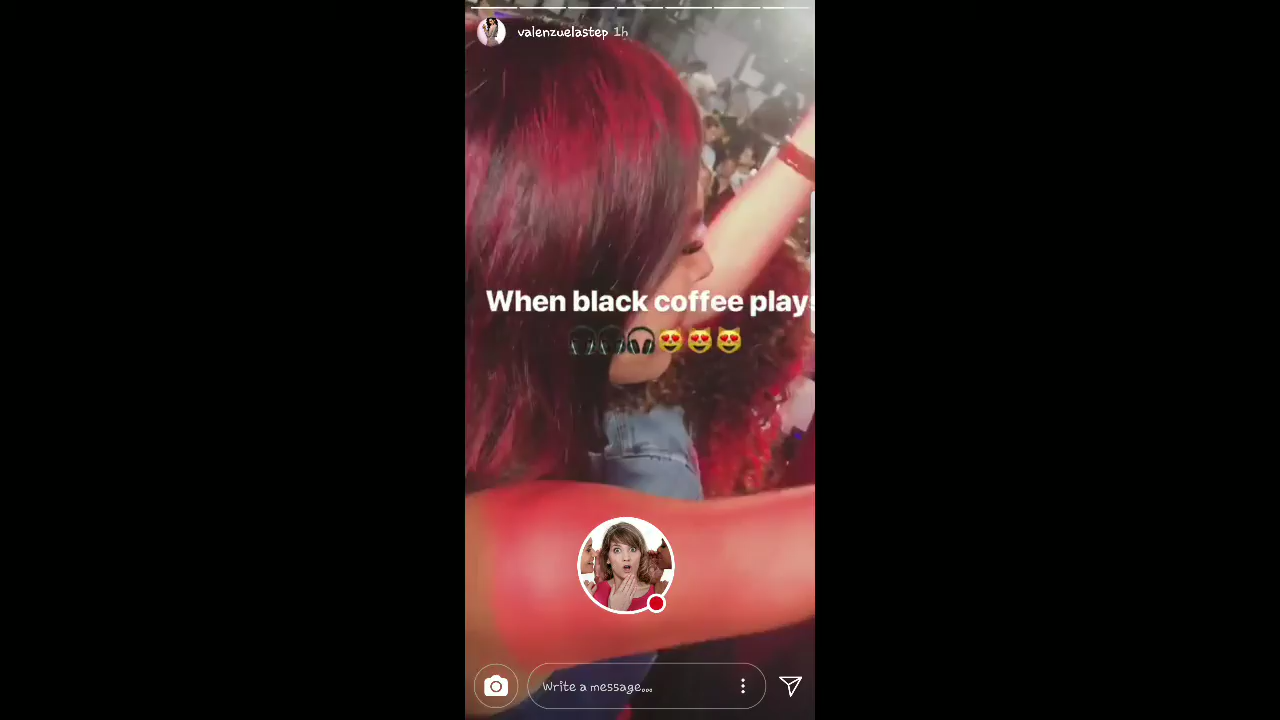 valenzuelastep 1h
When black coffee plays
🎧🎧🎧😍😻😻
Write a message...